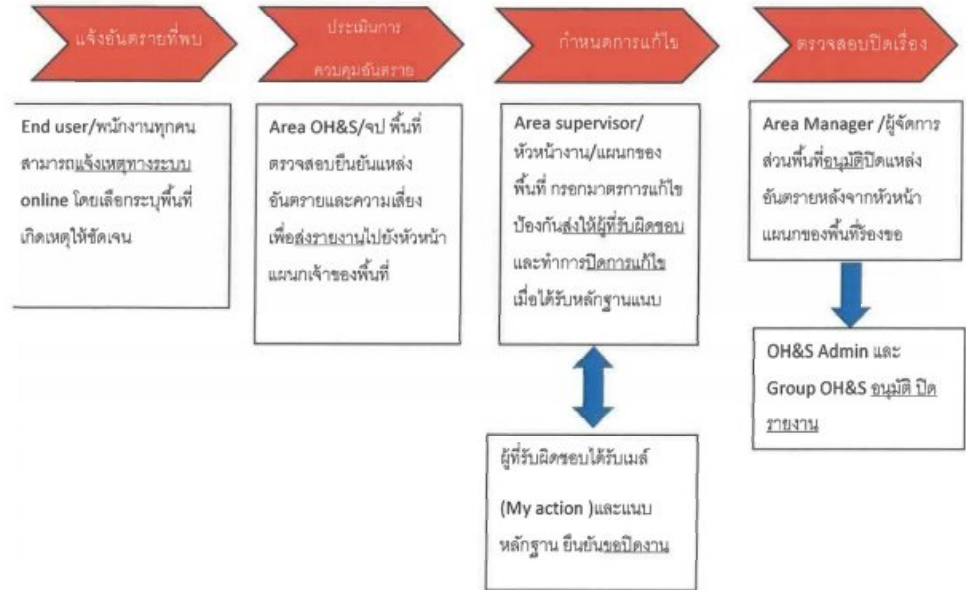 แจ้งอันตรายที่พบ
ประเมินการ
ควบคุมอันตราย
กำหนดการแก้ไข
ตรวจสอบปิดเรื่อง
End user/พนักงานทุกคน
สามารถแจ้งเหตุทางระบบ
online โดยเลือกระบุพื้นที่
เกิดเหตุให้ชัดเจน
Area OH&S/จป พื้นที่
ตรวจสอบยืนยันแหล่ง
อันตรายและความเสี่ยง
เพื่อส่งรายงานไปยังหัวหน้า
แผนกเจ้าของพื้นที่
Area supervisor/
หัวหน้างาน/แผนกของ
พื้นที่ กรอกมาตรการแก้ไข
ป้องกันส่งให้ผู้ที่รับผิดชอบ
และทำการปิดการแก้ไข
เมื่อได้รับหลักฐานแนบ
Area Manager /ผู้จัดการ
ส่วนพื้นที่อนุมัติปิดแหล่ง
อันตรายหลังจากหัวหน้า
แผนกของพื้นที่ร้องขอ
ผู้ที่รับผิดชอบได้รับเมล์
(My action )และแนบ
หลักฐาน ยืนยันขอปิดงาน
OH&S Admin และ
Group OH&S อนุมัติ ปิด
รายงาน